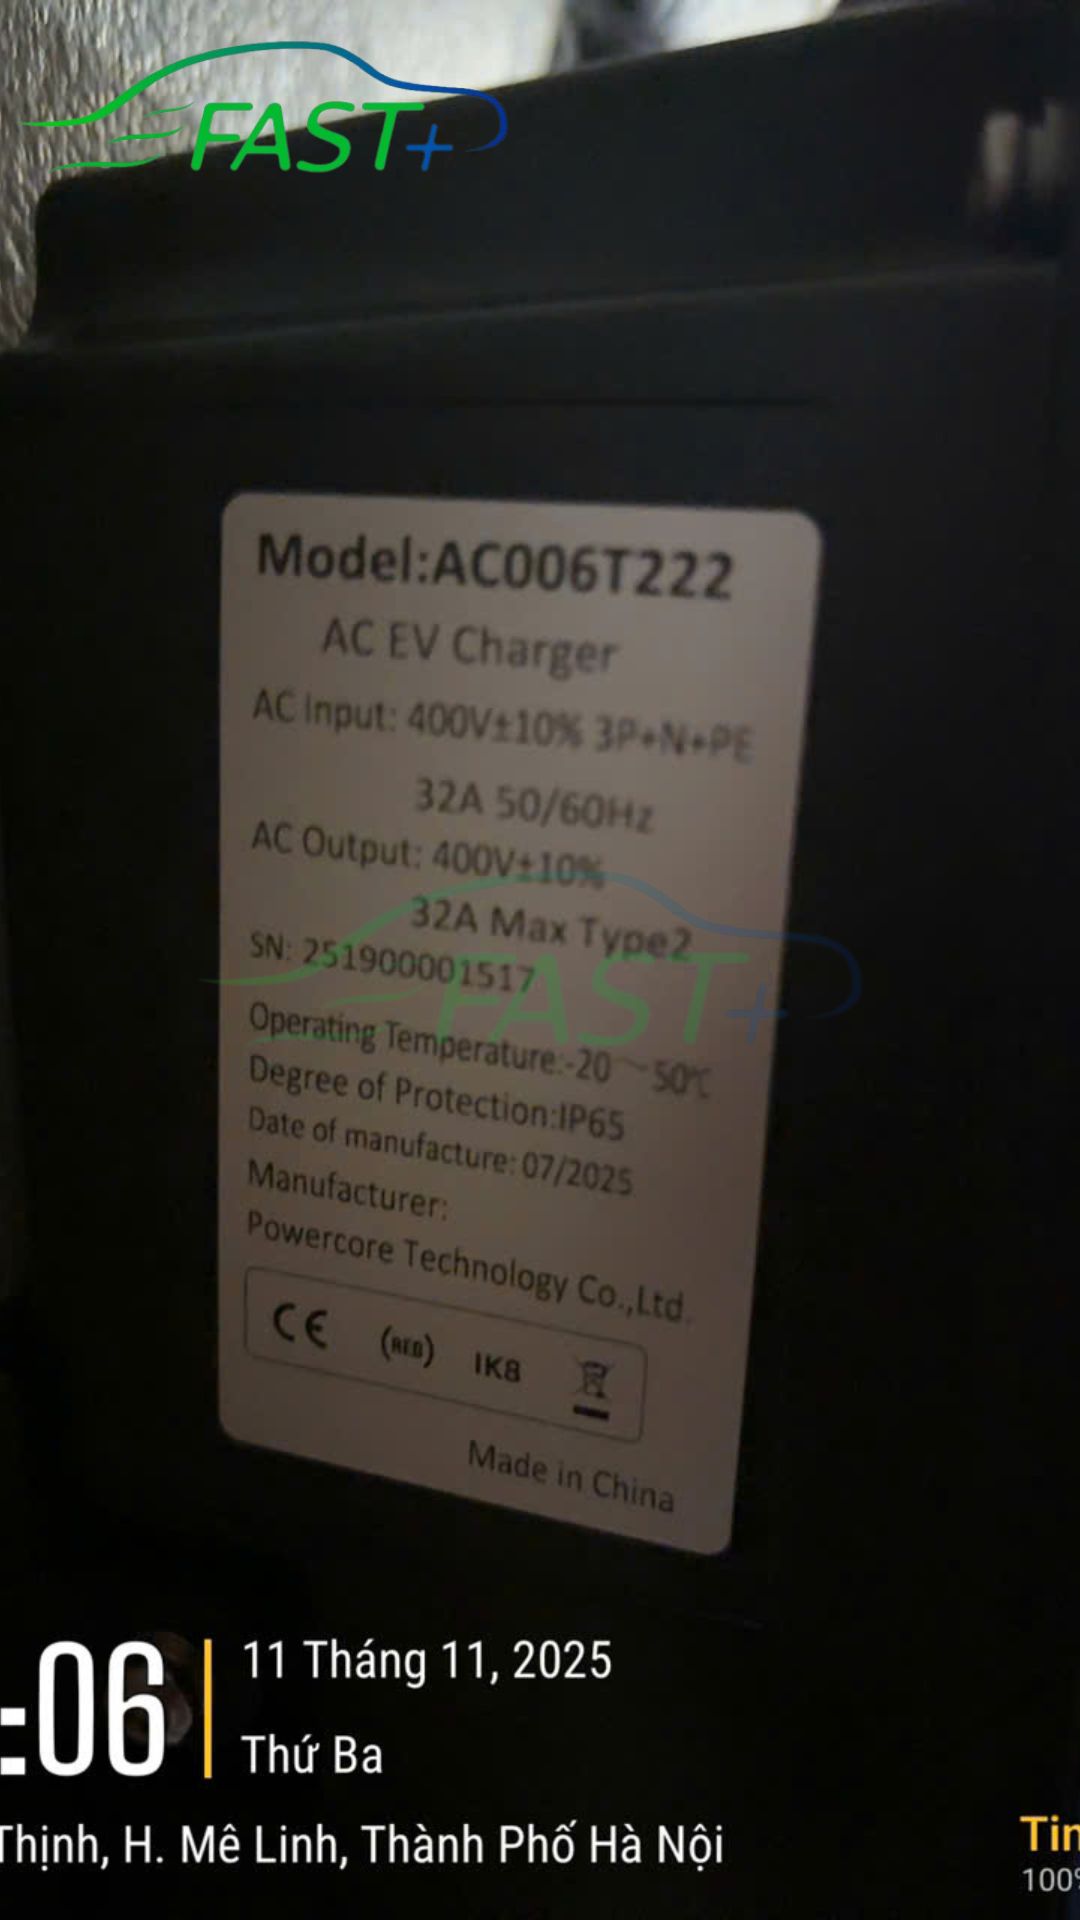 FAST+
Model:AC006T222
AC EV Charger
AC Input: 400V±10% 3P+N+PE
32A 50/60Hz
AC Output: 400V±10%
32A Max Type2
SN: 251900001517
FAST+
Operating Temperature:-20～50℃
Degree of Protection:IP65
Date of manufacture: 07/2025
Manufacturer:
Powercore Technology Co.,Ltd.
CE (RED) IK8
Made in China
:06
11 Tháng 11, 2025
Thứ Ba
Thịnh, H. Mê Linh, Thành Phố Hà Nội
Tin
100%